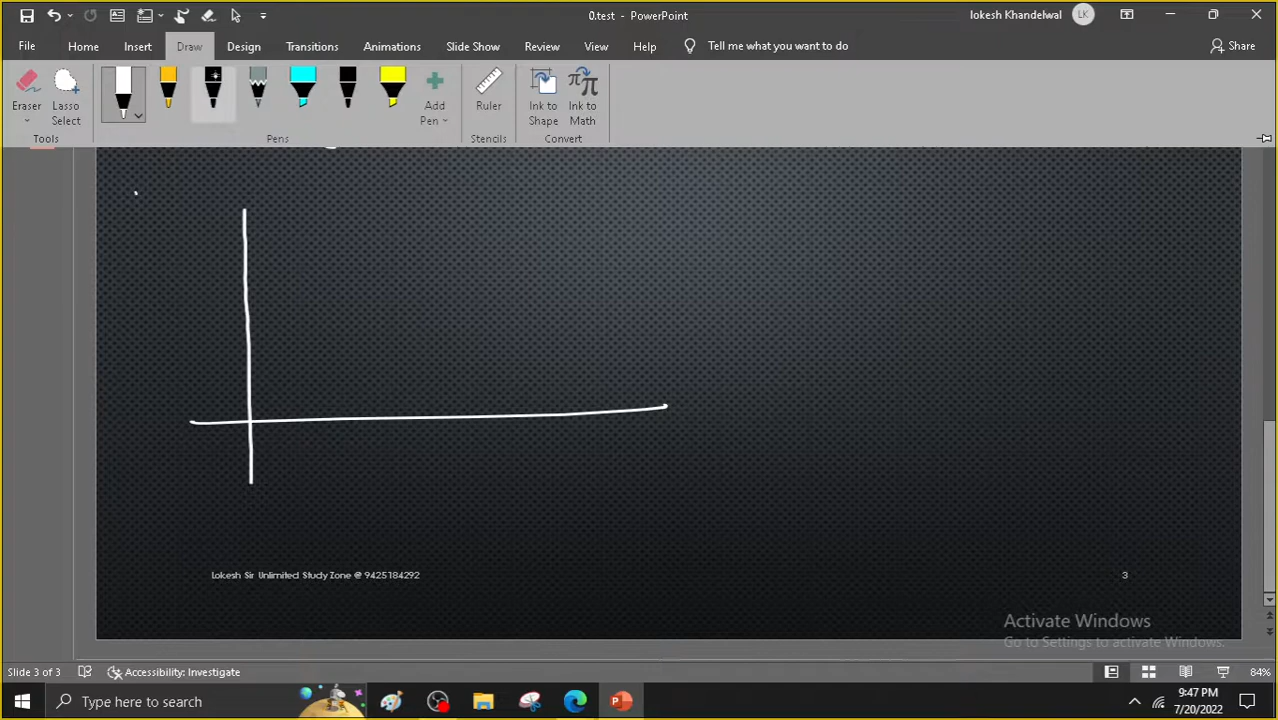 0.test - PowerPoint
lokesh Khandelwal
LK
File
Home
Insert
Draw
Design
Transitions
Animations
Slide Show
Review
View
Help
Tell me what you want to do
Share
Eraser
Lasso
Select
Add
Pen
Ruler
Ink to
Shape
Ink to
Math
Tools
Pens
Stencils
Convert
Lokesh Sir Unlimited Study Zone @ 9425184292
3
Activate Windows
Go to Settings to activate Windows.
Slide 3 of 3
Accessibility: Investigate
84%
Type here to search
9:47 PM
7/20/2022